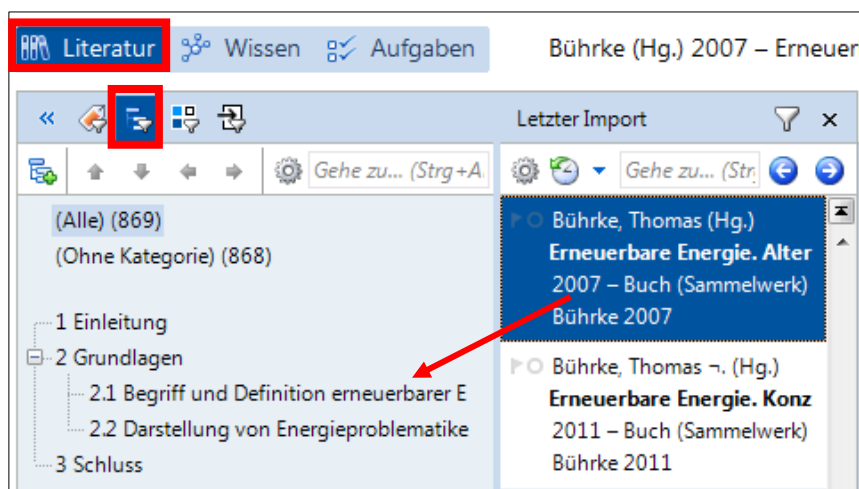 Literatur Wissen Aufgaben Bührke (Hg.) 2007 – Erneuer
Letzter Import
Gehe zu... (Strg+A
Gehe zu... (Str
(Alle) (869)
(Ohne Kategorie) (868)
1 Einleitung
2 Grundlagen
2.1 Begriff und Definition erneuerbarer E
2.2 Darstellung von Energieproblematike
3 Schluss
Bührke, Thomas (Hg.)
Erneuerbare Energie. Alter
2007 – Buch (Sammelwerk)
Bührke 2007
Bührke, Thomas ¬. (Hg.)
Erneuerbare Energie. Konz
2011 – Buch (Sammelwerk)
Bührke 2011